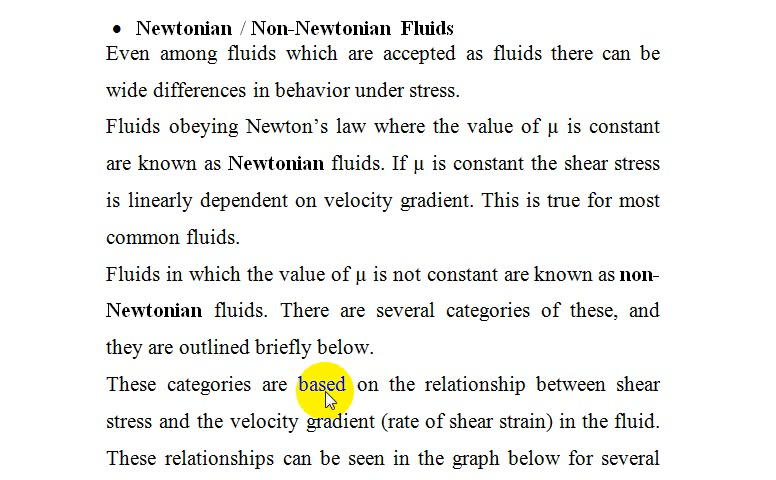 • Newtonian / Non-Newtonian Fluids
Even among fluids which are accepted as fluids there can be
wide differences in behavior under stress.
Fluids obeying Newton’s law where the value of μ is constant
are known as Newtonian fluids. If μ is constant the shear stress
is linearly dependent on velocity gradient. This is true for most
common fluids.
Fluids in which the value of μ is not constant are known as non-
Newtonian fluids. There are several categories of these, and
they are outlined briefly below.
These categories are based on the relationship between shear
stress and the velocity gradient (rate of shear strain) in the fluid.
These relationships can be seen in the graph below for several